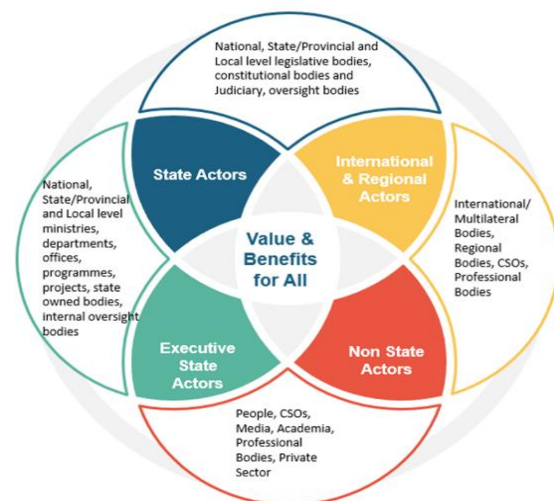 National, State/Provincial and
Local level legislative bodies,
constitutional bodies and
Judiciary, oversight bodies
State Actors
International
& Regional
Actors
National,
State/Provincial
and Local level
ministries,
departments,
offices,
programmes,
projects, state
owned bodies,
internal oversight
bodies
International/
Multilateral
Bodies,
Regional
Bodies, CSOs,
Professional
Bodies
Value &
Benefits
for All
Executive
State
Actors
Non State
Actors
People, CSOs,
Media, Academia,
Professional
Bodies, Private
Sector